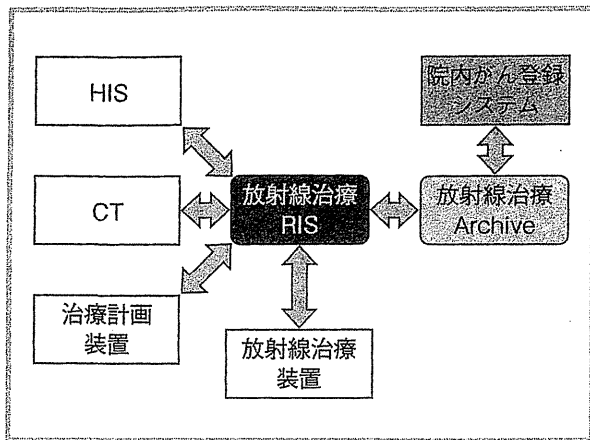 HIS
院内がん登録
システム
CT
放射線治療
RIS
放射線治療
Archive
治療計画
装置
放射線治療
装置